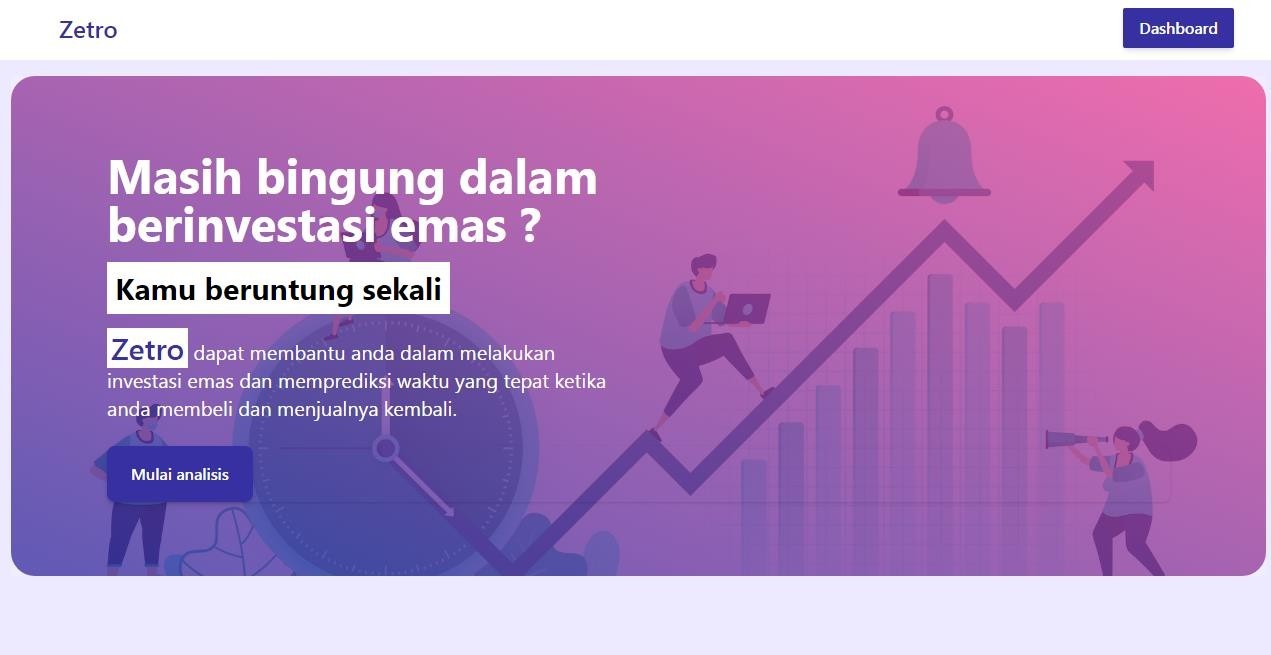 Zetro
Dashboard
Masih bingung dalam
berinvestasi emas ?
Kamu beruntung sekali
Zetro dapat membantu anda dalam melakukan
investasi emas dan memprediksi waktu yang tepat ketika
anda membeli dan menjualnya kembali.
Mulai analisis